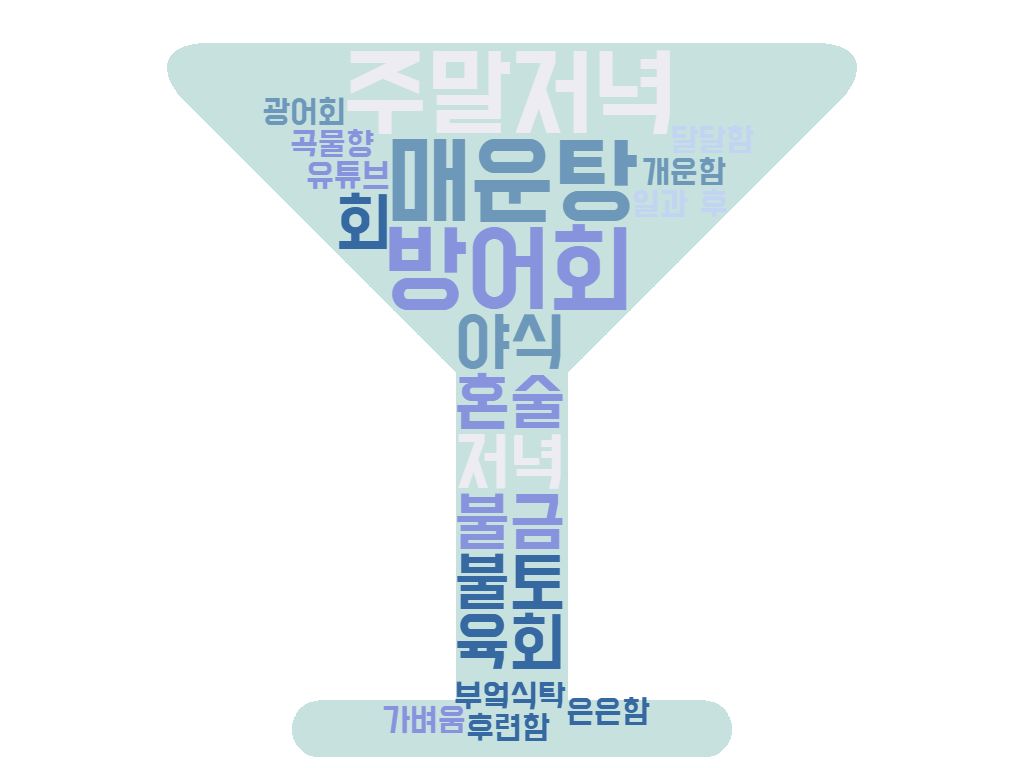 주말저녁
광어회
곡물향
달달함
유튜브
매운탕
개운함
일과 후
회
방어회
야식
혼술
저녁
불금
불토
육회
부엌식탁
은은함
가벼움
후련함